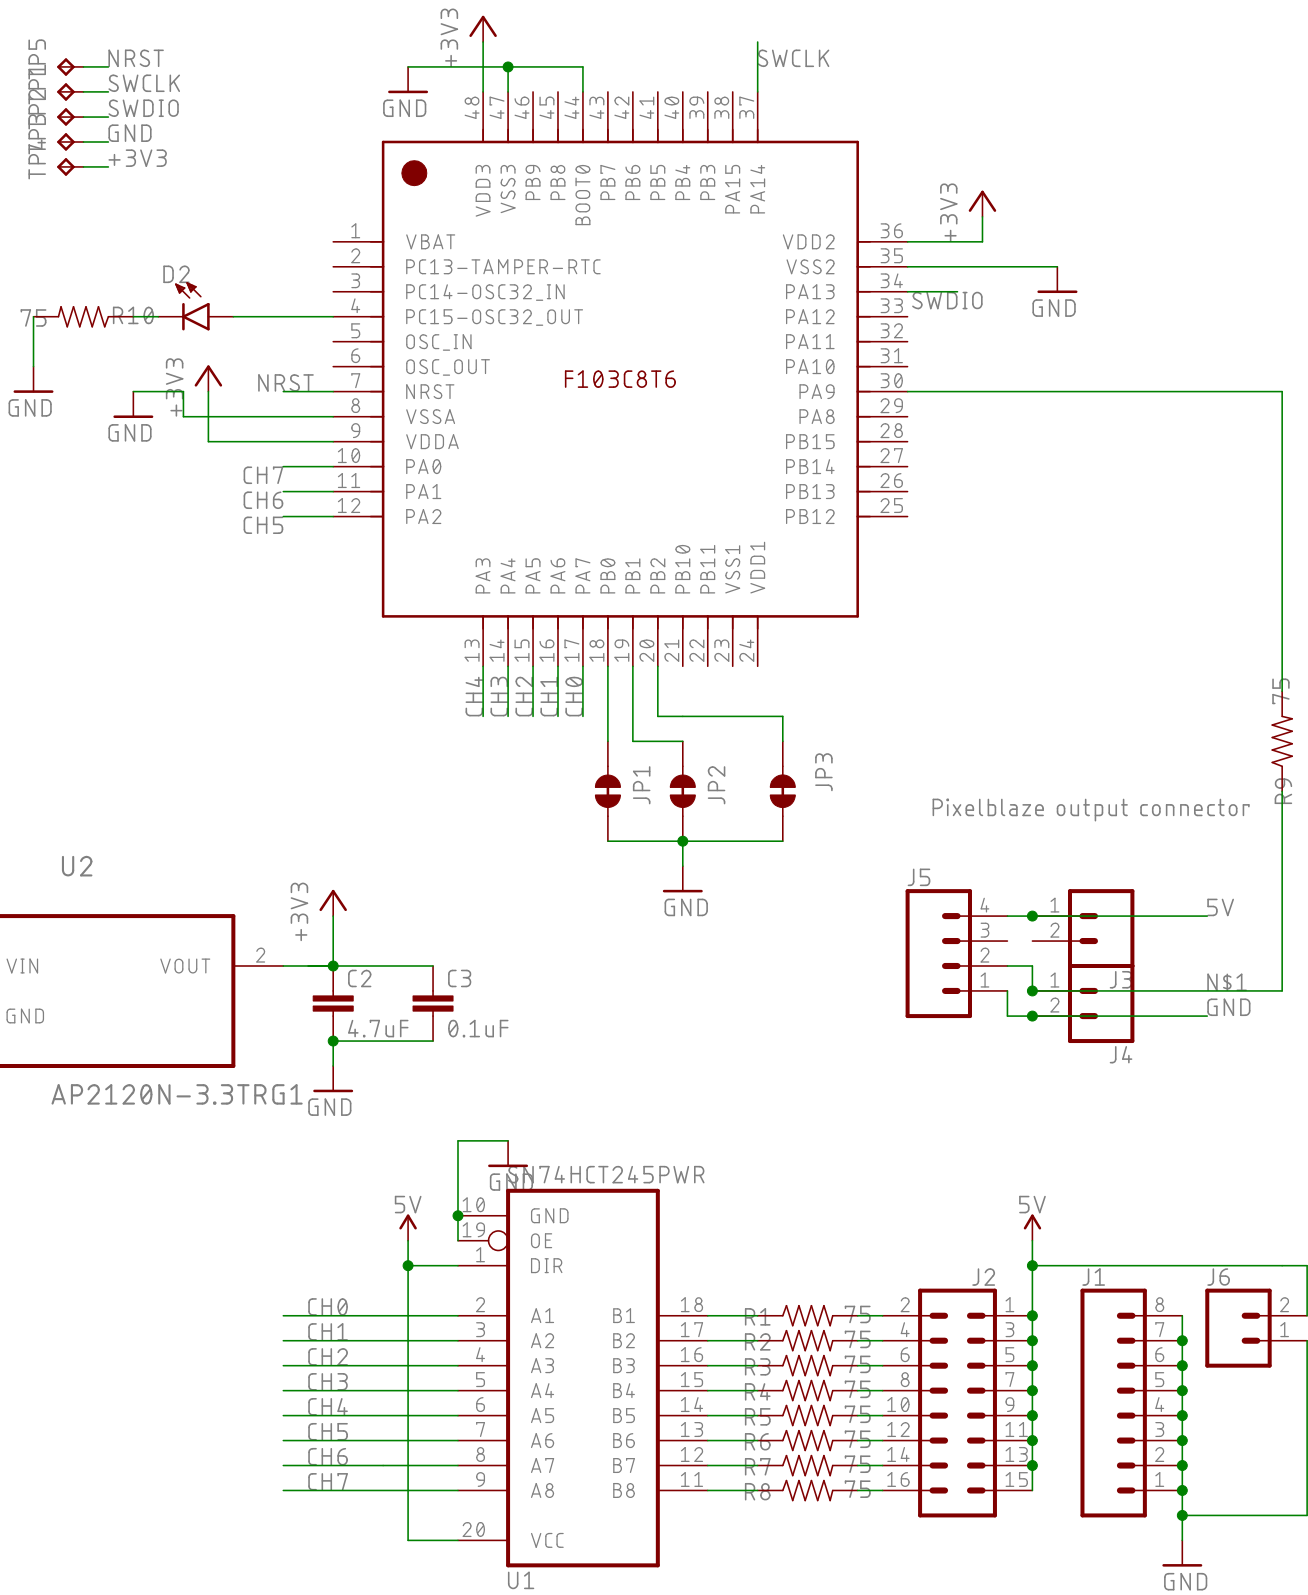 +3V3
GND
SWCLK
NRST
SWCLK
SWDIO
GND
+3V3
TP5
48 47 46 45 44 43 42 41 40 39 38 37
VDD3 VSS3 PB9 PB8 BOOT0 PB7 PB6 PB5 PB4 PB3 PA15 PA14
1 VBAT
2 PC13-TAMPER-RTC
3 PC14-OSC32_IN
4 PC15-OSC32_OUT
5 OSC_IN
6 OSC_OUT
7 NRST
8 VSSA
9 VDDA
10 PA0
11 PA1
12 PA2
F103C8T6
VDD2 36
VSS2 35
PA13 34
PA12 33
PA11 32
PA10 31
PA9 30
PA8 29
PB15 28
PB14 27
PB13 26
PB12 25
+3V3
GND
SWDIO
D2
75 R10
GND
+3V3
GND
NRST
CH7
CH6
CH5
PA3 PA4 PA5 PA6 PA7 PB0 PB1 PB2 PB10 PB11 VSS1 VDD1
13 14 15 16 17 18 19 20 21 22 23 24
CH4 CH3 CH2 CH1 CH0
JP1 JP2 JP3
GND
75
R9
Pixelblaze output connector
J5
4
3
2
1
1
2
J3
1
2
J4
5V
N$1
GND
U2
VIN
VOUT 2
GND
AP2120N-3.3TRG1
+3V3
C2
4.7uF
C3
0.1uF
GND
GND
SN74HCT245PWR
5V
10 GND
19 OE
1 DIR
CH0 2 A1 B1 18 R1 75 2 1
CH1 3 A2 B2 17 R2 75 4 3
CH2 4 A3 B3 16 R3 75 6 5
CH3 5 A4 B4 15 R4 75 8 7
CH4 6 A5 B5 14 R5 75 10 9
CH5 7 A6 B6 13 R6 75 12 11
CH6 8 A7 B7 12 R7 75 14 13
CH7 9 A8 B8 11 R8 75 16 15
20 VCC
U1
5V
J2
J1
8
7
6
5
4
3
2
1
J6
2
1
GND